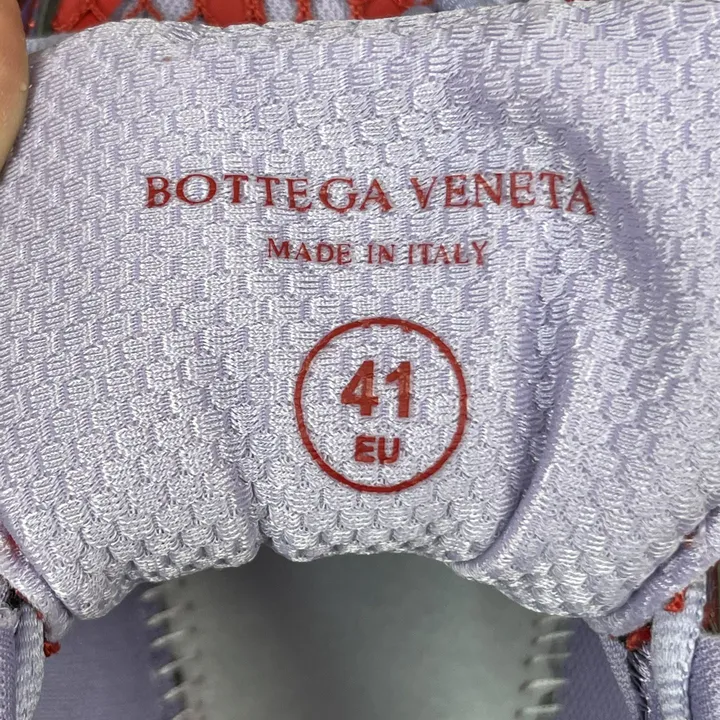 BOTTEGA VENETA
MADE IN ITALY
41
EU